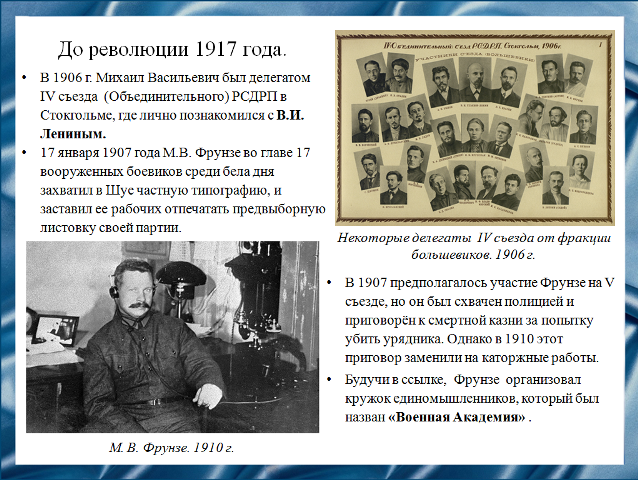 До революции 1917 года.
• В 1906 г. Михаил Васильевич был делегатом
IV съезда (Объединительного) РСДРП в
Стокгольме, где лично познакомился с В.И.
Лениным.
• 17 января 1907 года М.В. Фрунзе во главе 17
вооруженных боевиков среди бела дня
захватил в Шуе частную типографию, и
заставил ее рабочих отпечатать предвыборную
листовку своей партии.
М. В. Фрунзе. 1910 г.
IV Объединительный съезд Р.С.Д.Р.П. Стокгольм, 1906г.
УЧАСТНИКИ СЪЕЗДА (БОЛЬШЕВИКИ)
Некоторые делегаты IV съезда от фракции
большевиков. 1906 г.
• В 1907 предполагалось участие Фрунзе на V
съезде, но он был схвачен полицией и
приговорён к смертной казни за попытку
убить урядника. Однако в 1910 этот
приговор заменили на каторжные работы.
• Будучи в ссылке, Фрунзе организовал
кружок единомышленников, который был
назван «Военная Академия» .